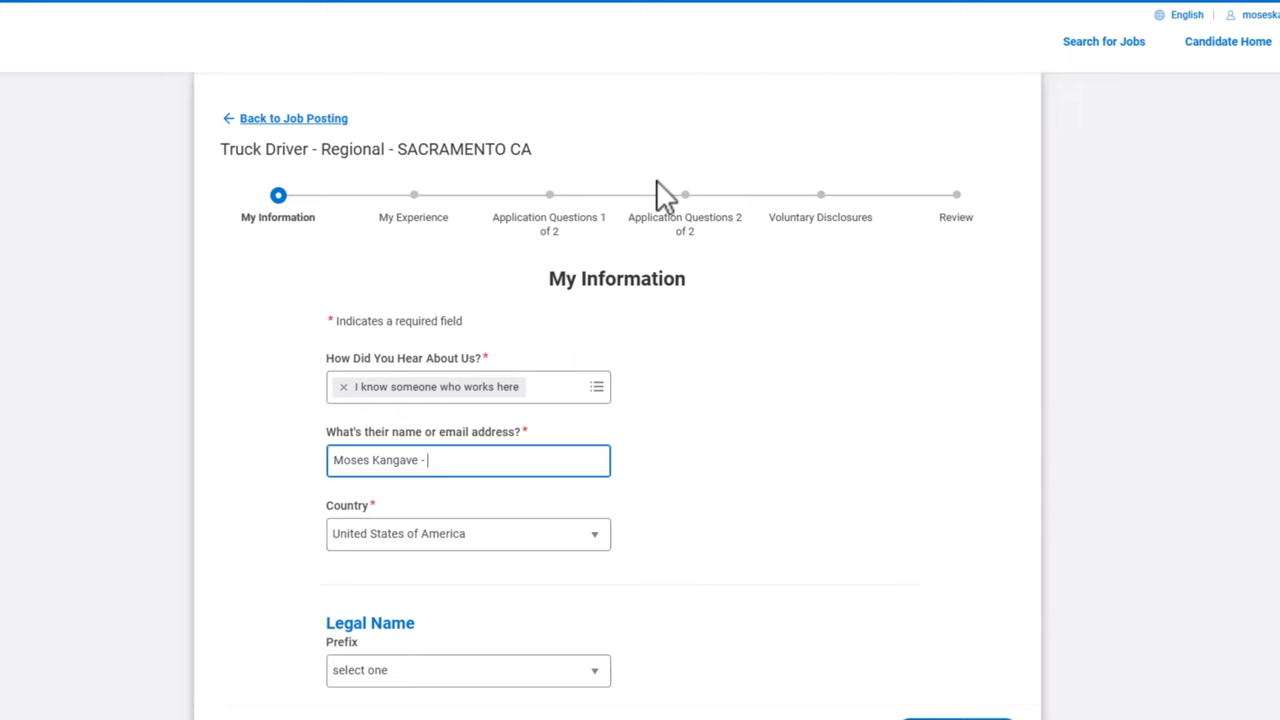 English
moseska
Search for Jobs
Candidate Home
Back to Job Posting
Truck Driver - Regional - SACRAMENTO CA
My Information
My Experience
Application Questions 1
of 2
Application Questions 2
of 2
Voluntary Disclosures
Review
My Information
* Indicates a required field
How Did You Hear About Us?*
I know someone who works here
What's their name or email address?*
Moses Kangave -
Country*
United States of America
Legal Name
Prefix
select one